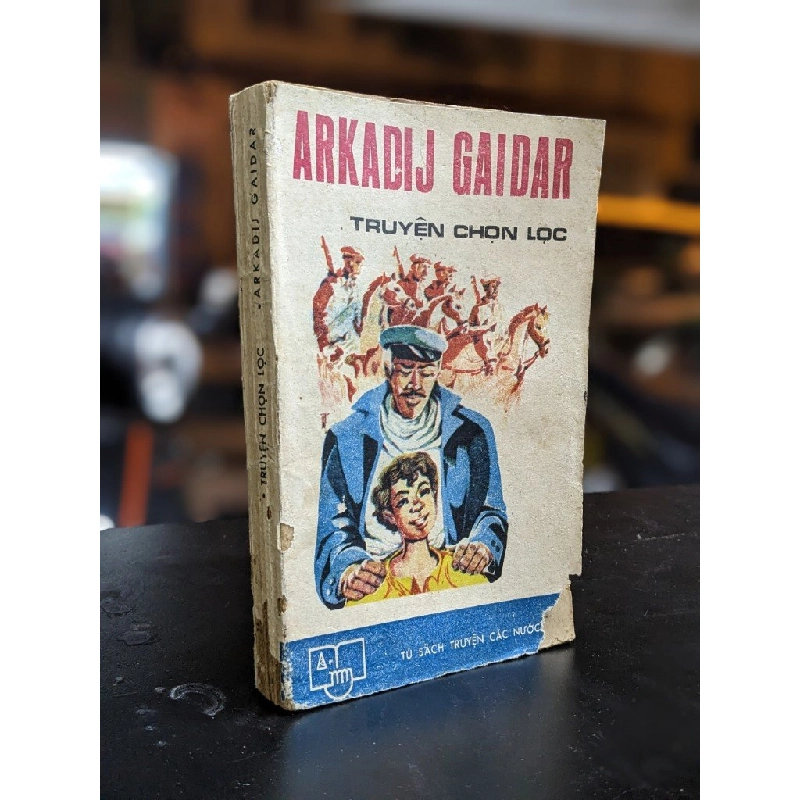 ARKADIJ GAIDAR
TRUYỆN CHỌN LỌC
TỦ SÁCH TRUYỆN CÁC NƯỚC
• TRUYỆN CHỌN LỌC • ARKADIJ GAIDAR